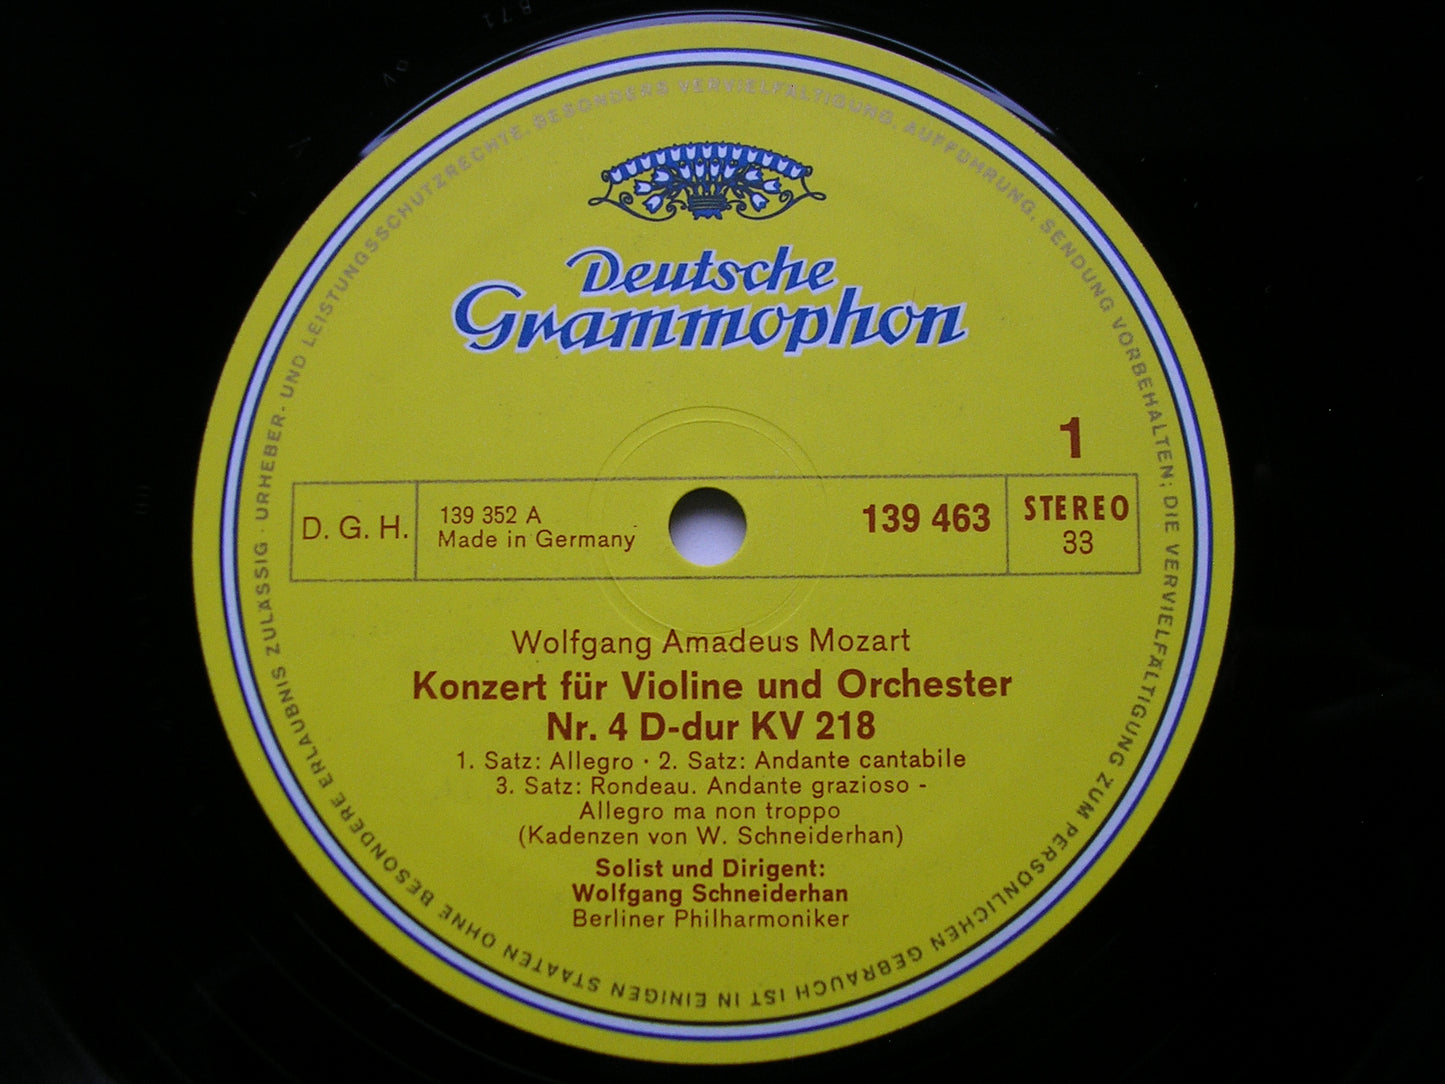 Deutsche
Grammophon
1
D. G. H.
139 352 A
Made in Germany
139 463
STEREO
33
Wolfgang Amadeus Mozart
Konzert für Violine und Orchester
Nr. 4 D-dur KV 218
1. Satz: Allegro · 2. Satz: Andante cantabile
3. Satz: Rondeau. Andante grazioso -
Allegro ma non troppo
(Kadenzen von W. Schneiderhan)
Solist und Dirigent:
Wolfgang Schneiderhan
Berliner Philharmoniker
URHEBER- UND LEISTUNGSSCHUTZRECHTE, BESONDERS VERVIELFÄLTIGUNG, AUFFÜHRUNG, SENDUNG VORBEHALTEN; DIE VERVIELFÄLTIGUNG ZUM PERSÖNLICHEN GEBRAUCH IST IN EINIGEN STAATEN OHNE BESONDERE ERLAUBNIS ZULÄSSIG ·